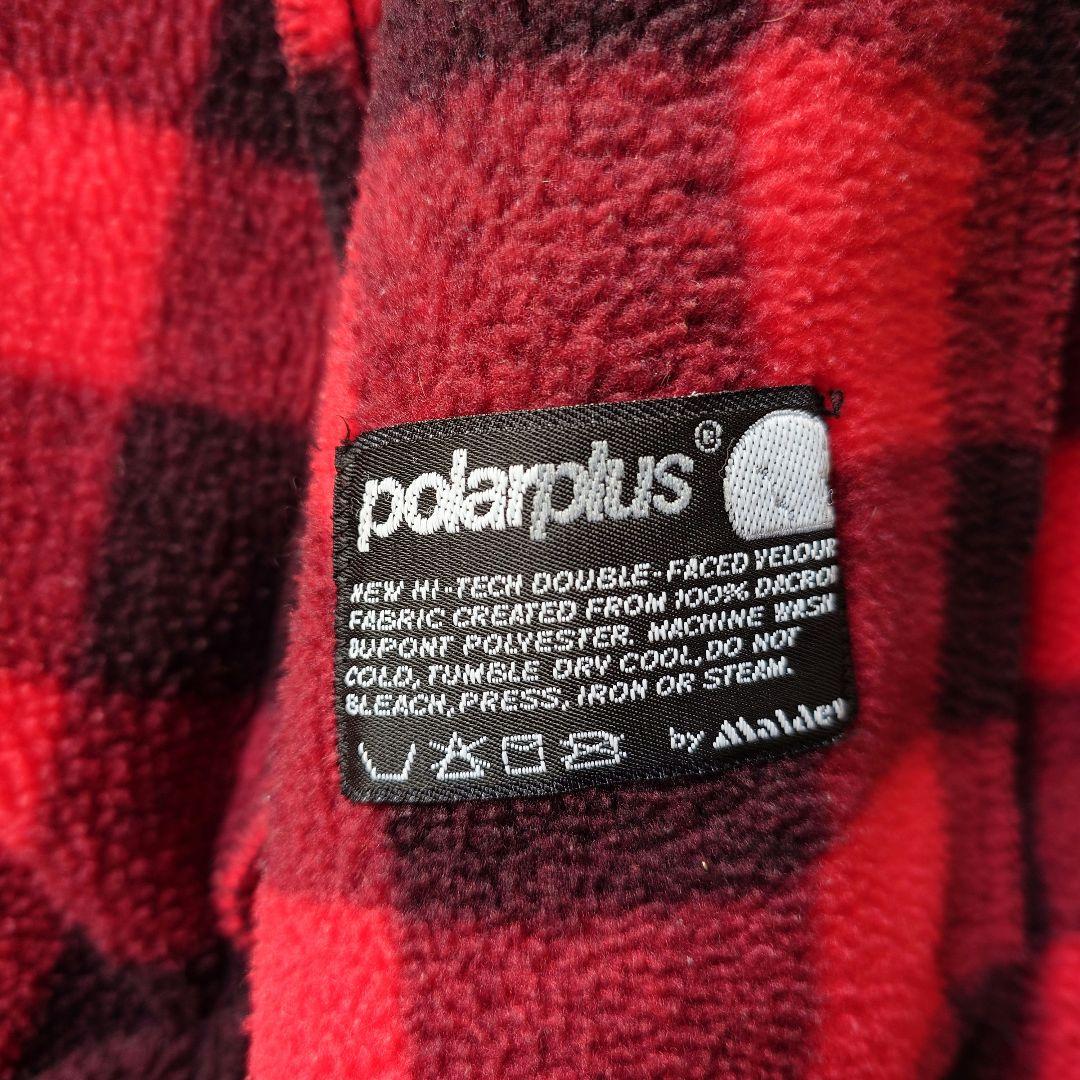 polarplus®
NEW HI-TECH DOUBLE-FACED VELOUR
FABRIC CREATED FROM 100% DACRON
DUPONT POLYESTER. MACHINE WASH
COLD, TUMBLE DRY COOL, DO NOT
BLEACH, PRESS, IRON OR STEAM.
by Malden